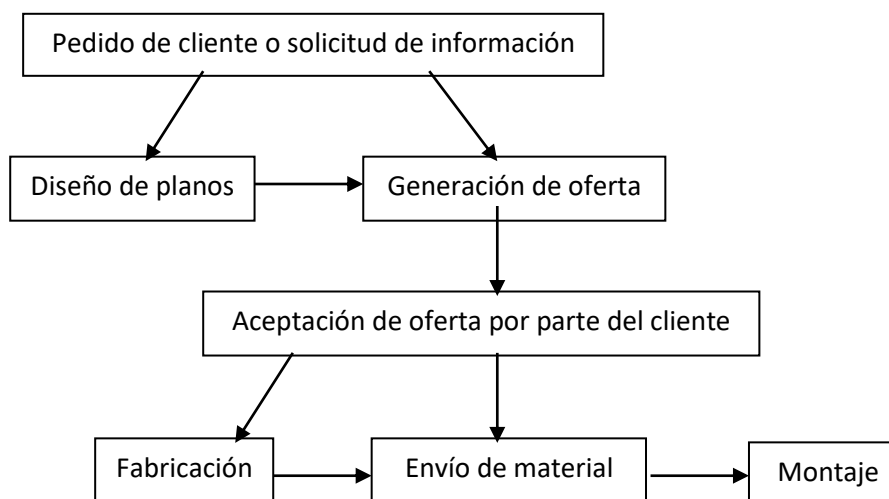 Pedido de cliente o solicitud de información
Diseño de planos
Generación de oferta
Aceptación de oferta por parte del cliente
Fabricación
Envío de material
Montaje